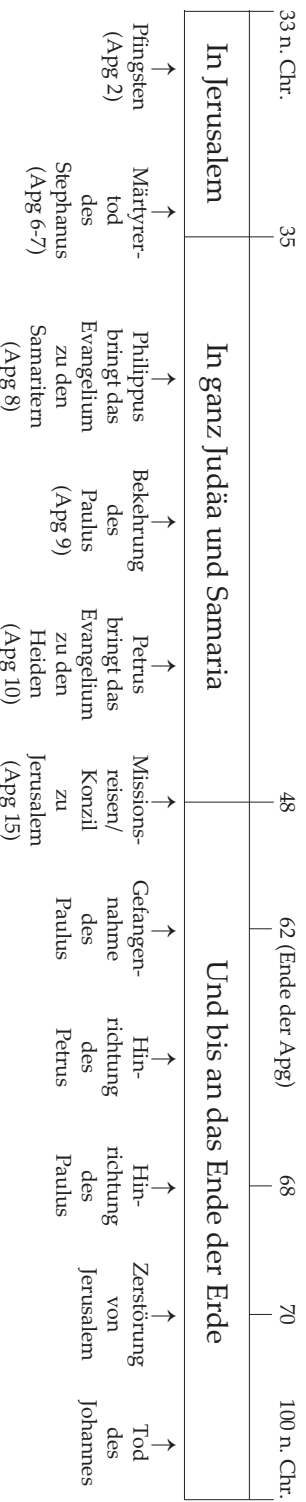 33 n. Chr.
35
48
62 (Ende der Apg)
68
70
100 n. Chr.
In Jerusalem
In ganz Judäa und Samaria
Und bis an das Ende der Erde
Pfingsten
(Apg 2)
Märtyrer-
tod
des
Stephanus
(Apg 6-7)
Philippus
bringt das
Evangelium
zu den
Samaritern
(Apg 8)
Bekehrung
des
Paulus
(Apg 9)
Petrus
bringt das
Evangelium
zu den
Heiden
(Apg 10)
Missions-
reisen/
Konzil
zu
Jerusalem
(Apg 15)
Gefangen-
nahme
des
Paulus
Hin-
richtung
des
Petrus
Hin-
richtung
des
Paulus
Zerstörung
von
Jerusalem
Tod
des
Johannes